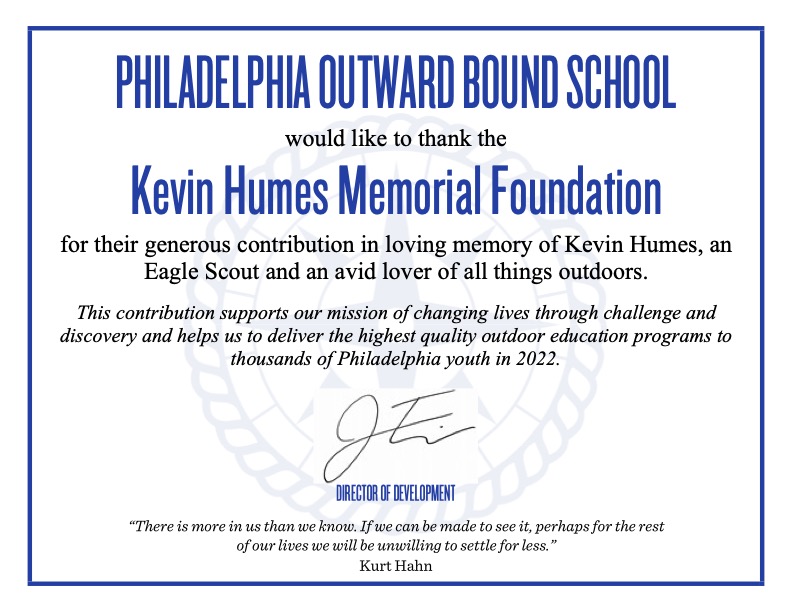 PHILADELPHIA OUTWARD BOUND SCHOOL
would like to thank the
Kevin Humes Memorial Foundation
for their generous contribution in loving memory of Kevin Humes, an
Eagle Scout and an avid lover of all things outdoors.
This contribution supports our mission of changing lives through challenge and
discovery and helps us to deliver the highest quality outdoor education programs to
thousands of Philadelphia youth in 2022.
DIRECTOR OF DEVELOPMENT
“There is more in us than we know. If we can be made to see it, perhaps for the rest
of our lives we will be unwilling to settle for less.”
Kurt Hahn